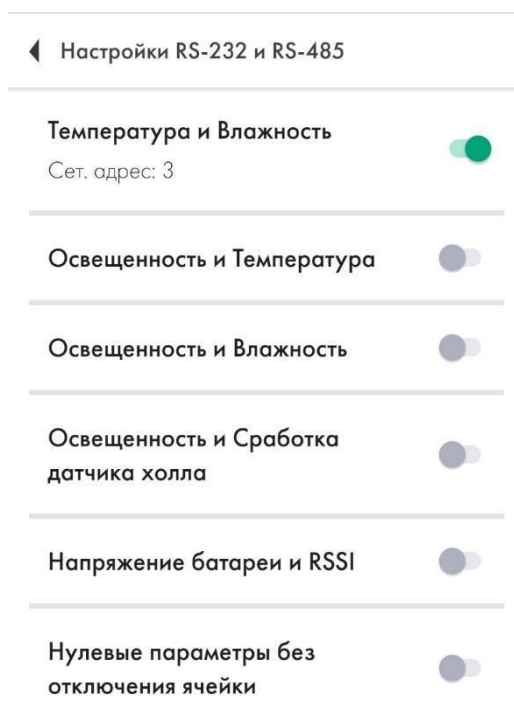 Настройки RS-232 и RS-485
Температура и Влажность
Сет. адрес: 3
Освещенность и Температура
Освещенность и Влажность
Освещенность и Сработка
датчика холла
Напряжение батареи и RSSI
Нулевые параметры без
отключения ячейки